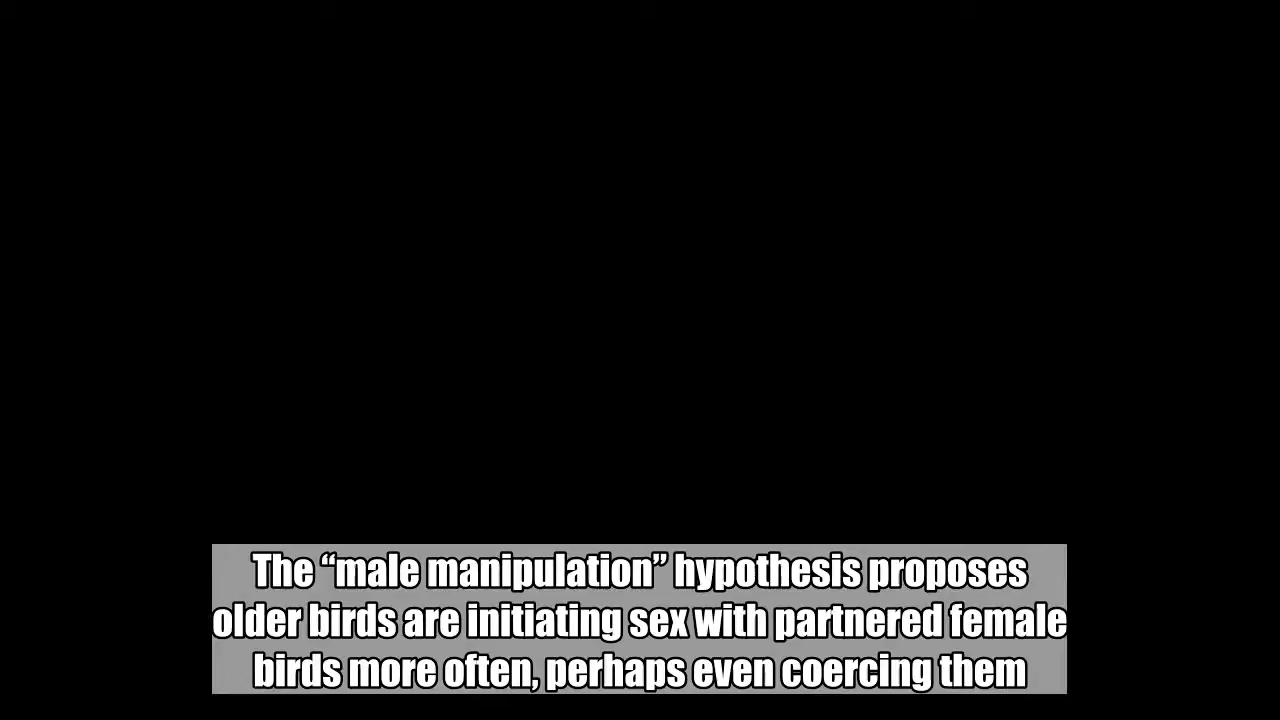 The “male manipulation” hypothesis proposes
older birds are initiating sex with partnered female
birds more often, perhaps even coercing them